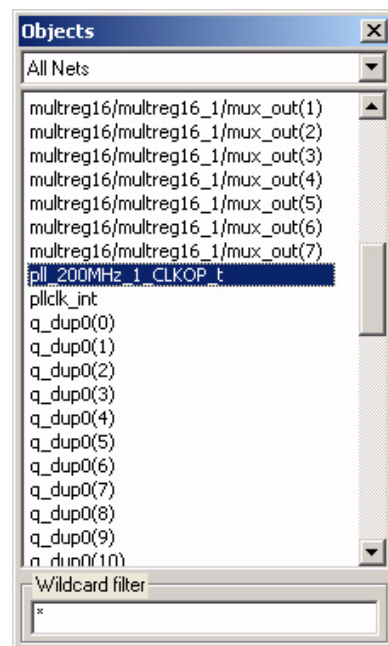 Objects
All Nets
multreg16/multreg16_1/mux_out(1)
multreg16/multreg16_1/mux_out(2)
multreg16/multreg16_1/mux_out(3)
multreg16/multreg16_1/mux_out(4)
multreg16/multreg16_1/mux_out(5)
multreg16/multreg16_1/mux_out(6)
multreg16/multreg16_1/mux_out(7)
pll_200MHz_1_CLKOP_t
pllclk_int
q_dup0(0)
q_dup0(1)
q_dup0(2)
q_dup0(3)
q_dup0(4)
q_dup0(5)
q_dup0(6)
q_dup0(7)
q_dup0(8)
q_dup0(9)
q_dup0(10)
Wildcard filter
*